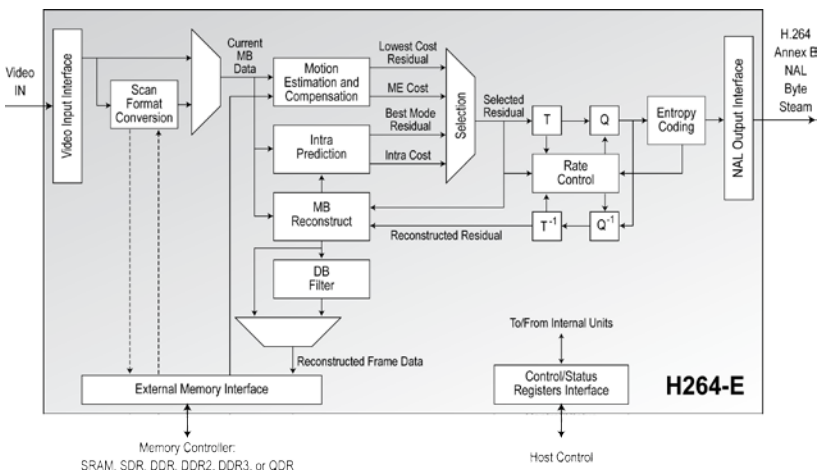 Video
IN
Video Input Interface
Scan
Format
Conversion
Current
MB
Data
Motion
Estimation and
Compensation
Lowest Cost
Residual
ME Cost
Best Mode
Residual
Intra
Prediction
Intra Cost
Selection
Selected
Residual
T
Q
Entropy
Coding
NAL Output Interface
H.264
Annex B
NAL
Byte
Steam
Rate
Control
MB
Reconstruct
T-1
Q-1
Reconstructed Residual
DB
Filter
Reconstructed Frame Data
External Memory Interface
To/From Internal Units
Control/Status
Registers Interface
H264-E
Memory Controller:
SRAM, SDR, DDR, DDR2, DDR3, or QDR
Host Control